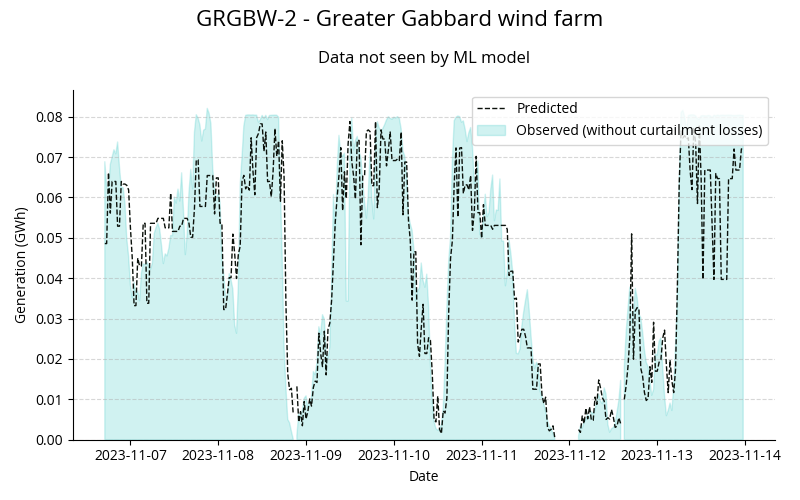 GRGBW-2 - Greater Gabbard wind farm
Data not seen by ML model
Predicted
Observed (without curtailment losses)
Generation (GWh)
0.08
0.07
0.06
0.05
0.04
0.03
0.02
0.01
0.00
2023-11-07 2023-11-08 2023-11-09 2023-11-10 2023-11-11 2023-11-12 2023-11-13 2023-11-14
Date